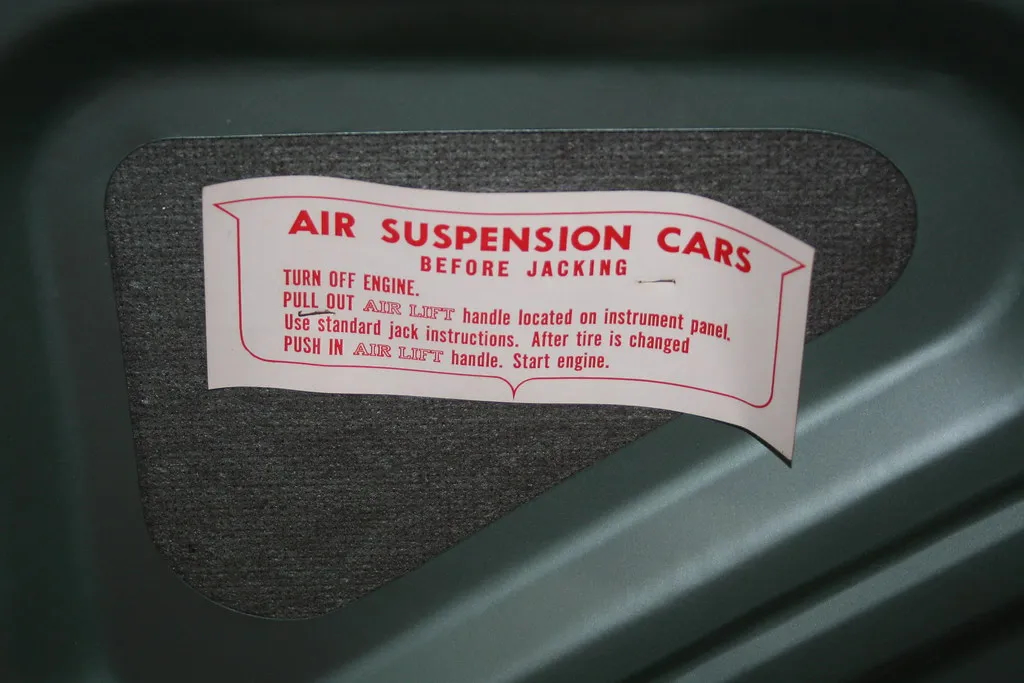 AIR SUSPENSION CARS
BEFORE JACKING
TURN OFF ENGINE.
PULL OUT AIR LIFT handle located on instrument panel.
Use standard jack instructions. After tire is changed
PUSH IN AIR LIFT handle. Start engine.